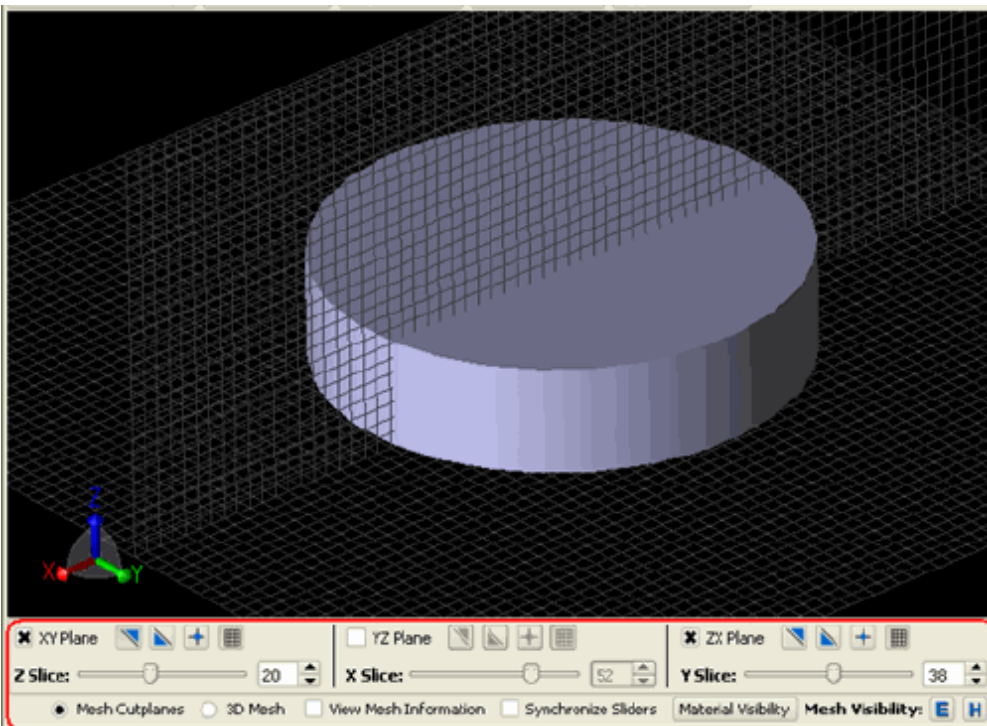 Z
X
Y
XY Plane
YZ Plane
ZX Plane
Z Slice: 20
X Slice: 52
Y Slice: 38
Mesh Cutplanes 3D Mesh View Mesh Information Synchronize Sliders Material Visibility Mesh Visibility: E H